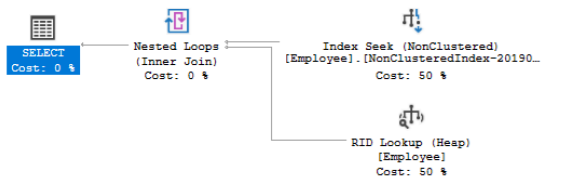 SELECT
Cost: 0 %
Nested Loops
(Inner Join)
Cost: 0 %
Index Seek (NonClustered)
[Employee].[NonClusteredIndex-20190…
Cost: 50 %
RID Lookup (Heap)
[Employee]
Cost: 50 %